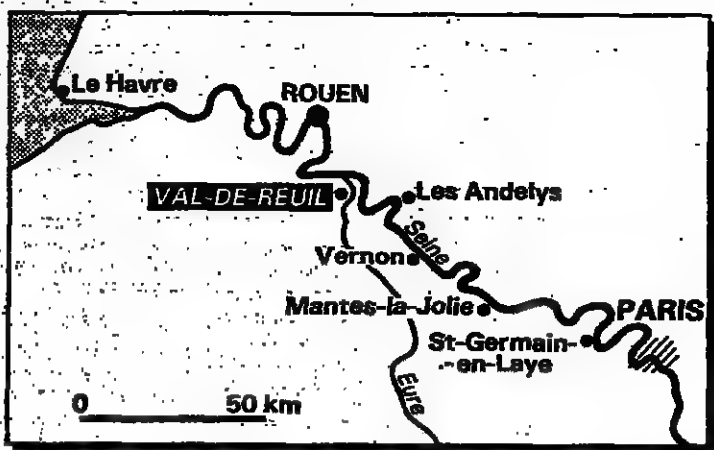 Le Havre
ROUEN
VAL-DE-REUIL
Les Andelys
Seine
Vernon
Mantes-la-Jolie
PARIS
St-Germain-
-en-Laye
Eure
0 50 km